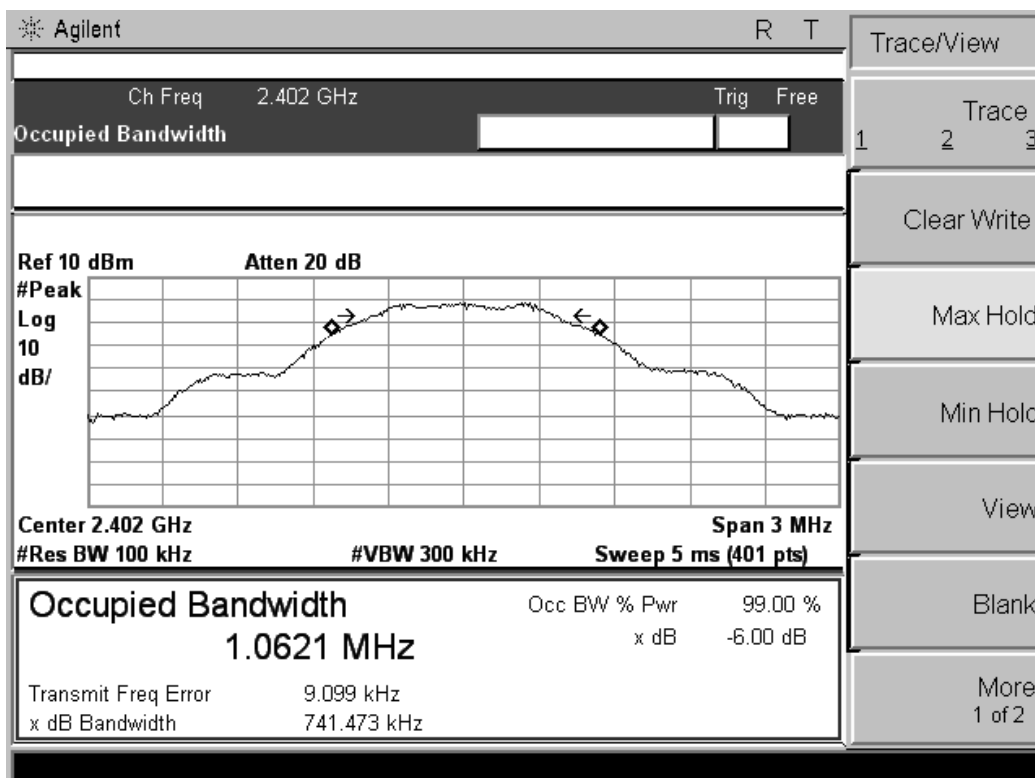 Agilent R T
Trace/View
Ch Freq 2.402 GHz Trig Free
Occupied Bandwidth
Trace
1 2 3
Clear Write
Ref 10 dBm Atten 20 dB
#Peak
Log
10
dB/
Max Hold
Min Hold
Center 2.402 GHz Span 3 MHz
#Res BW 100 kHz #VBW 300 kHz Sweep 5 ms (401 pts)
View
Occupied Bandwidth
1.0621 MHz
Occ BW % Pwr 99.00 %
x dB -6.00 dB
Transmit Freq Error 9.099 kHz
x dB Bandwidth 741.473 kHz
Blank
More
1 of 2